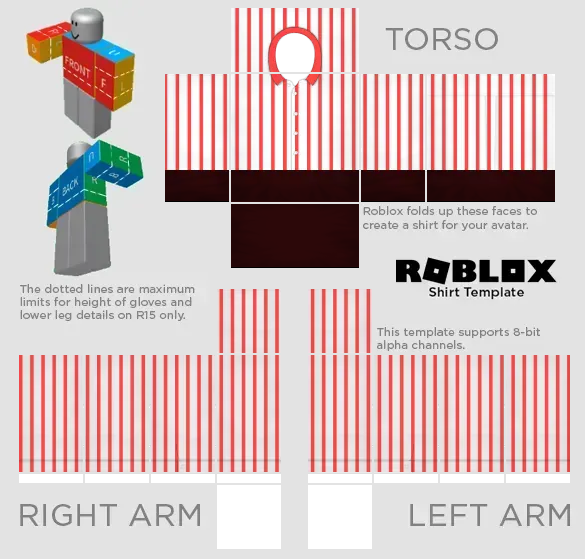 TORSO
FRONT
F
L
U
BACK
R
B
U
Roblox folds up these faces to
create a shirt for your avatar.
ROBLOX
Shirt Template
The dotted lines are maximum
limits for height of gloves and
lower leg details on R15 only.
This template supports 8-bit
alpha channels.
RIGHT ARM
LEFT ARM